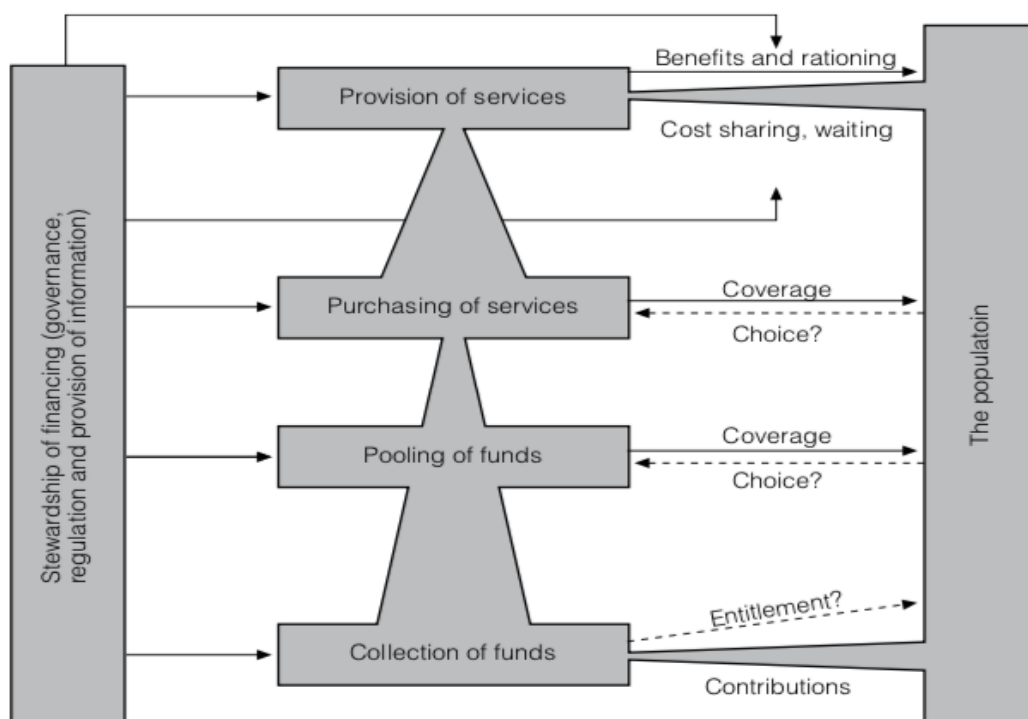 Benefits and rationing
Provision of services
Cost sharing, waiting
Stewardship of financing (governance,
regulation and provision of information)
Purchasing of services
Coverage
Choice?
The populatoin
Pooling of funds
Coverage
Choice?
Entitlement?
Collection of funds
Contributions